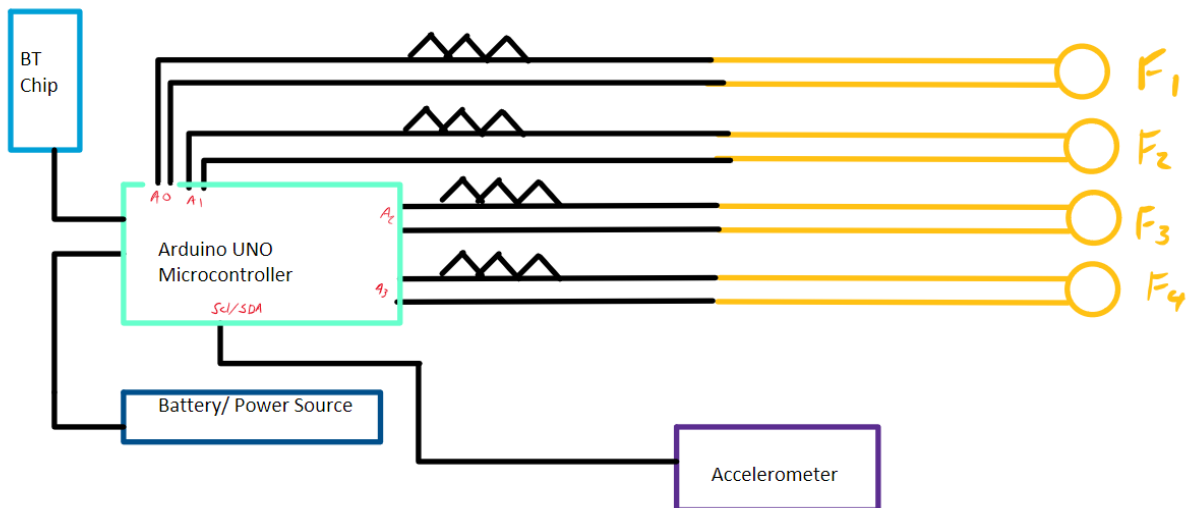 BT
Chip
F1
F2
A0 A1
A2
F3
Arduino UNO
Microcontroller
A3
F4
Scl/SDA
Battery/ Power Source
Accelerometer